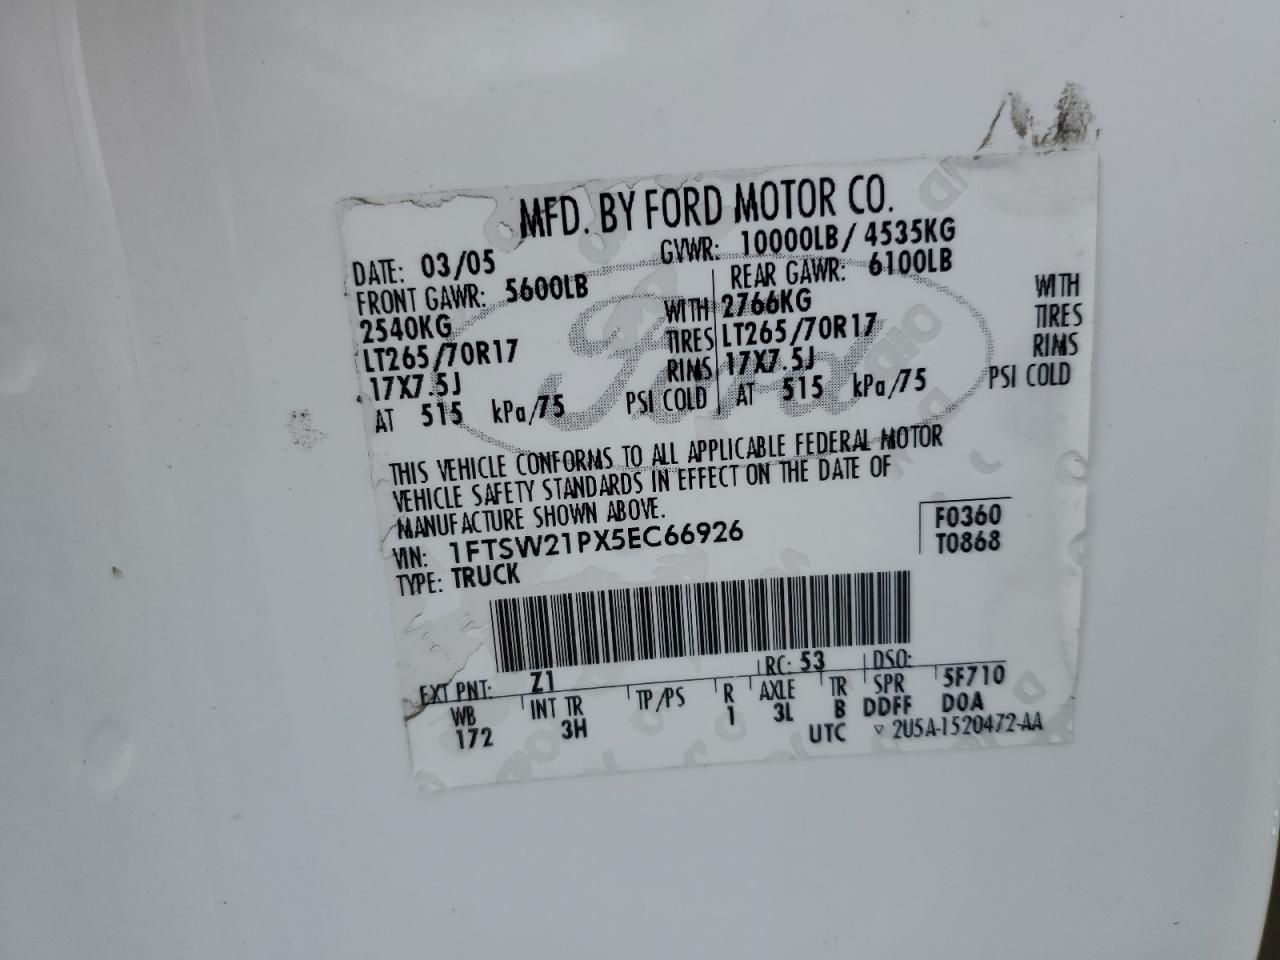 MFD. BY FORD MOTOR CO.
DATE: 03/05 GVWR: 10000LB/ 4535KG
FRONT GAWR: 5600LB REAR GAWR: 6100LB
2540KG WITH 2766KG WITH
LT265/70R17 TIRES LT265/70R17 TIRES
17X7.5J RIMS 17X7.5J RIMS
AT 515 kPa/75 PSI COLD AT 515 kPa/75 PSI COLD
THIS VEHICLE CONFORMS TO ALL APPLICABLE FEDERAL MOTOR
VEHICLE SAFETY STANDARDS IN EFFECT ON THE DATE OF
MANUFACTURE SHOWN ABOVE.
VIN: 1FTSW21PX5EC66926 F0360
TYPE: TRUCK T0868
EXT PNT: Z1 RC: 53 DSO:
WB INT TR TP/PS R AXLE TR SPR 5F710
172 3H 1 3L B DDFF DOA
UTC ▽ 2U5A-1520472-AA